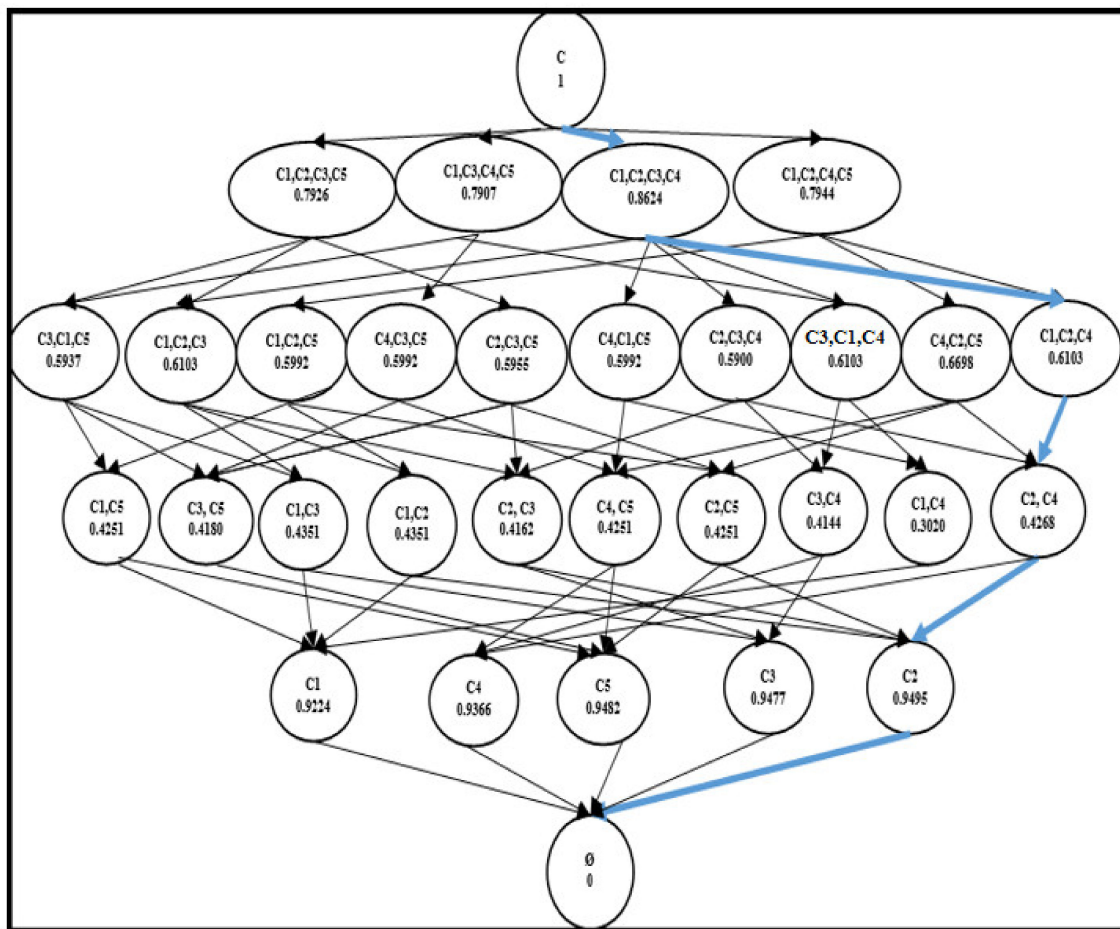 C
1
C1,C2,C3,C5
0.7926
C1,C3,C4,C5
0.7907
C1,C2,C3,C4
0.8624
C1,C2,C4,C5
0.7944
C3,C1,C5
0.5937
C1,C2,C3
0.6103
C1,C2,C5
0.5992
C4,C3,C5
0.5992
C2,C3,C5
0.5955
C4,C1,C5
0.5992
C2,C3,C4
0.5900
C3,C1,C4
0.6103
C4,C2,C5
0.6698
C1,C2,C4
0.6103
C1,C5
0.4251
C3, C5
0.4180
C1,C3
0.4351
C1,C2
0.4351
C2, C3
0.4162
C4, C5
0.4251
C2,C5
0.4251
C3,C4
0.4144
C1,C4
0.3020
C2, C4
0.4268
C1
0.9224
C4
0.9366
C5
0.9482
C3
0.9477
C2
0.9495
Ø
0